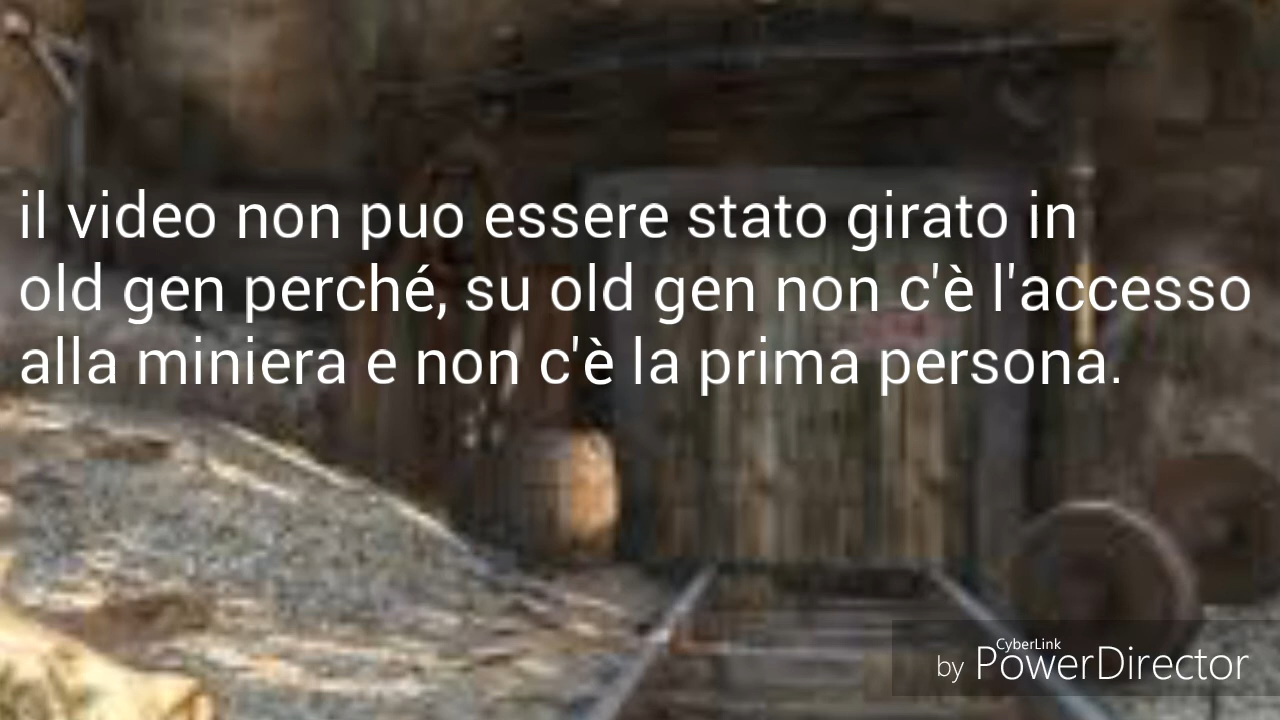 il video non puo essere stato girato in
old gen perché, su old gen non c'è l'accesso
alla miniera e non c'è la prima persona.
by CyberLink PowerDirector